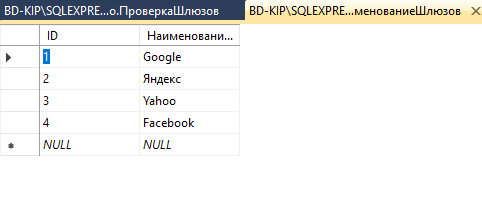 BD-KIP\SQLEXPRE...o.ПроверкаШлюзов BD-KIP\SQLEXPRE...менованиеШлюзов
ID Наименовани...
1 Google
2 Яндекс
3 Yahoo
4 Facebook
NULL NULL